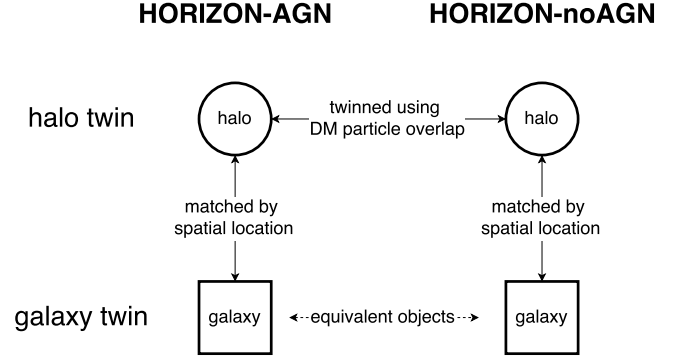 HORIZON-AGN
HORIZON-noAGN
halo twin
halo
twinned using
DM particle overlap
halo
matched by
spatial location
matched by
spatial location
galaxy twin
galaxy
equivalent objects
galaxy